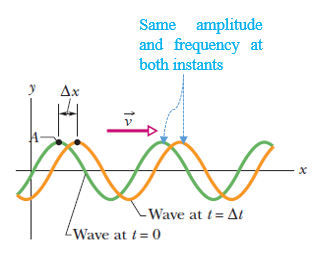 Same amplitude
and frequency at
both instants
y
Δx
v
A
x
Wave at t = Δt
Wave at t = 0